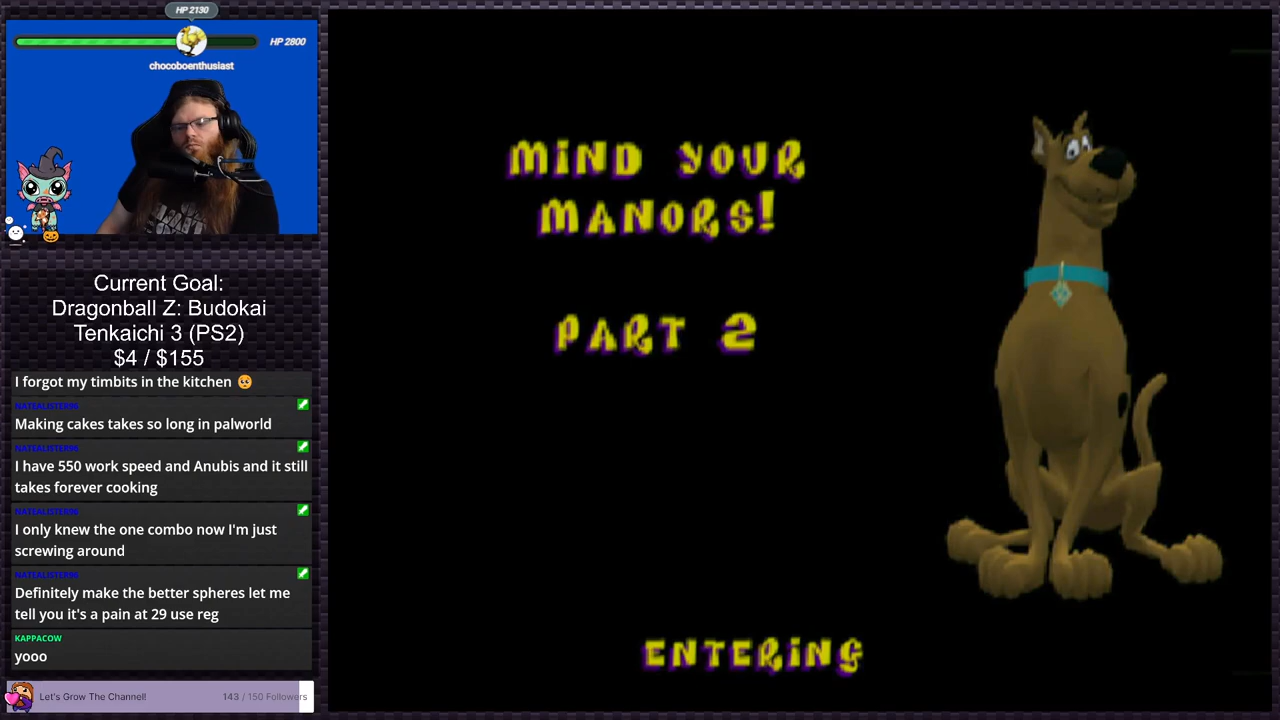 HP 2130
HP 2800
chocoboenthusiast
MiND YOUR
MANORS!
PART 2
ENTERiNG
Current Goal:
Dragonball Z: Budokai
Tenkaichi 3 (PS2)
$4 / $155
I forgot my timbits in the kitchen 🥺
NATEALISTER96
Making cakes takes so long in palworld
NATEALISTER96
I have 550 work speed and Anubis and it still
takes forever cooking
NATEALISTER96
I only knew the one combo now I'm just
screwing around
NATEALISTER96
Definitely make the better spheres let me
tell you it's a pain at 29 use reg
KAPPACOW
yooo
Let's Grow The Channel! 143 / 150 Followers